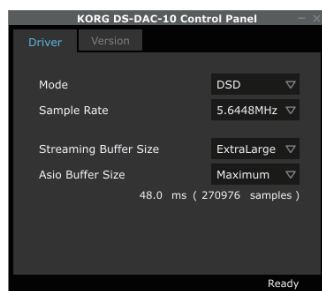 KORG DS-DAC-10 Control Panel
Driver Version
Mode DSD
Sample Rate 5.6448MHz
Streaming Buffer Size ExtraLarge
Asio Buffer Size Maximum
48.0 ms ( 270976 samples )
Ready